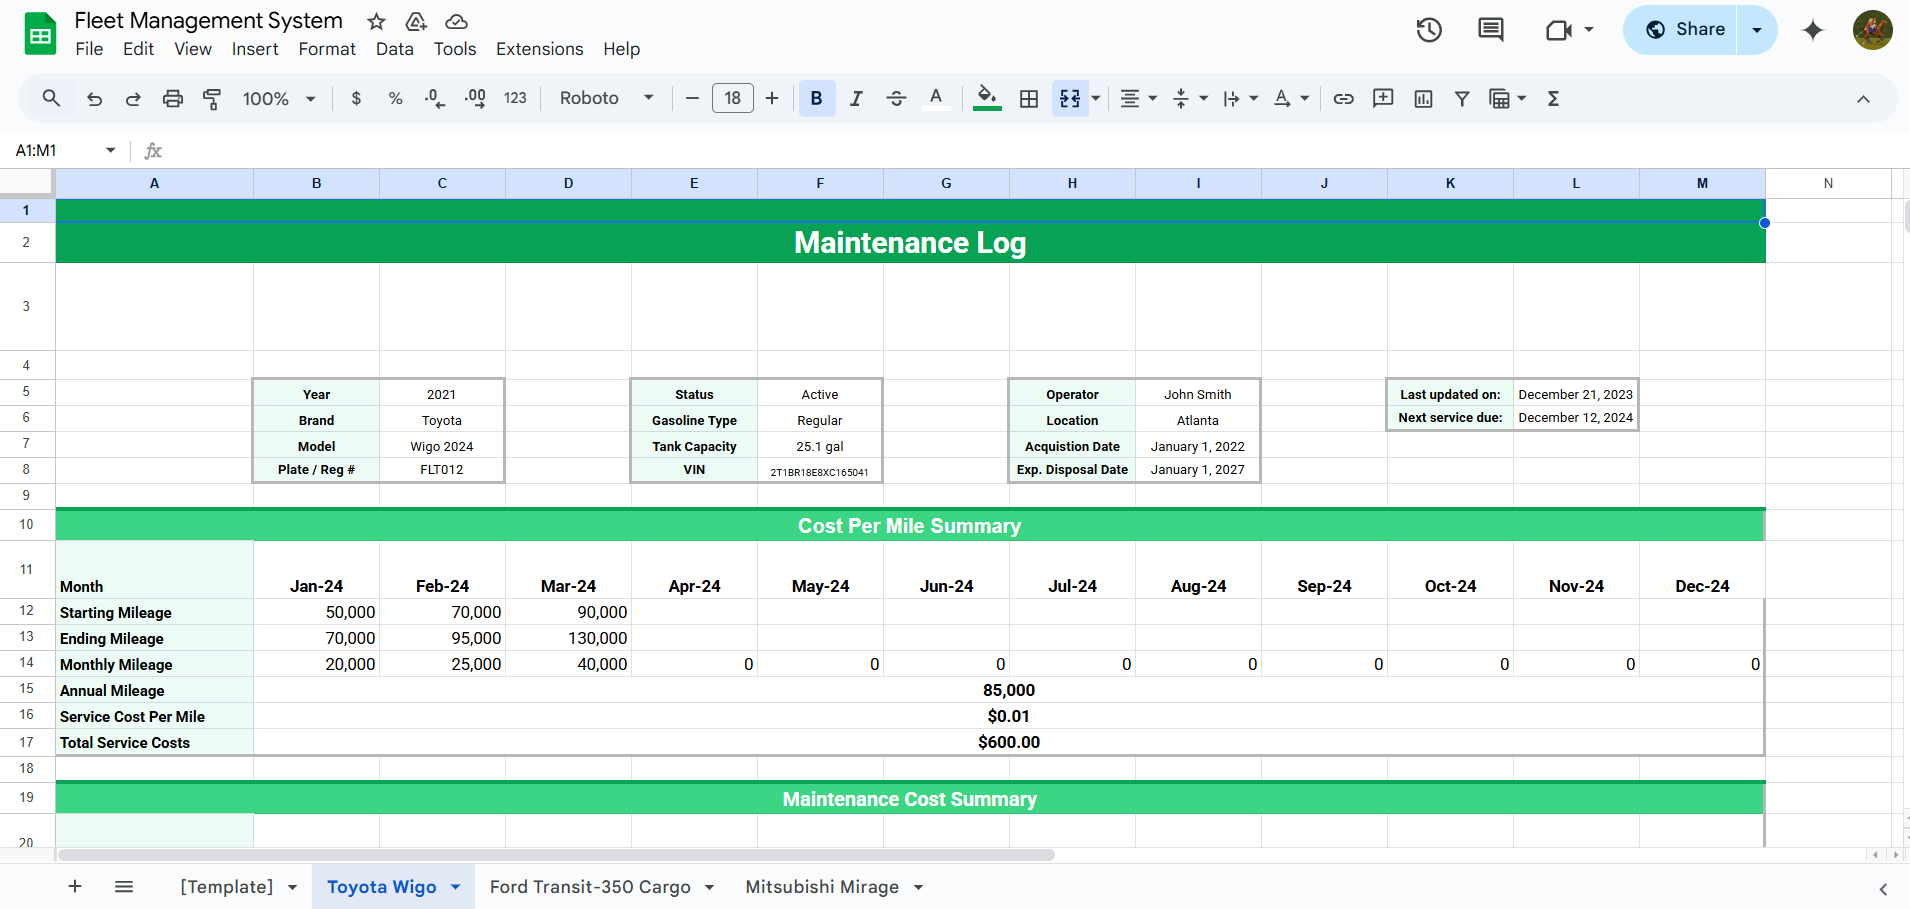 Fleet Management System
File Edit View Insert Format Data Tools Extensions Help
Share
100% $ % .0 .00 123 Roboto 18 B I A
A1:M1 fx
A B C D E F G H I J K L M N
1
2 Maintenance Log
3
4
5 Year 2021 Status Active Operator John Smith Last updated on: December 21, 2023
6 Brand Toyota Gasoline Type Regular Location Atlanta Next service due: December 12, 2024
7 Model Wigo 2024 Tank Capacity 25.1 gal Acquistion Date January 1, 2022
8 Plate / Reg # FLT012 VIN 2T1BR18E8XC165041 Exp. Disposal Date January 1, 2027
9
10 Cost Per Mile Summary
11 Month Jan-24 Feb-24 Mar-24 Apr-24 May-24 Jun-24 Jul-24 Aug-24 Sep-24 Oct-24 Nov-24 Dec-24
12 Starting Mileage 50,000 70,000 90,000
13 Ending Mileage 70,000 95,000 130,000
14 Monthly Mileage 20,000 25,000 40,000 0 0 0 0 0 0 0 0 0
15 Annual Mileage 85,000
16 Service Cost Per Mile $0.01
17 Total Service Costs $600.00
18
19 Maintenance Cost Summary
20
[Template] Toyota Wigo Ford Transit-350 Cargo Mitsubishi Mirage